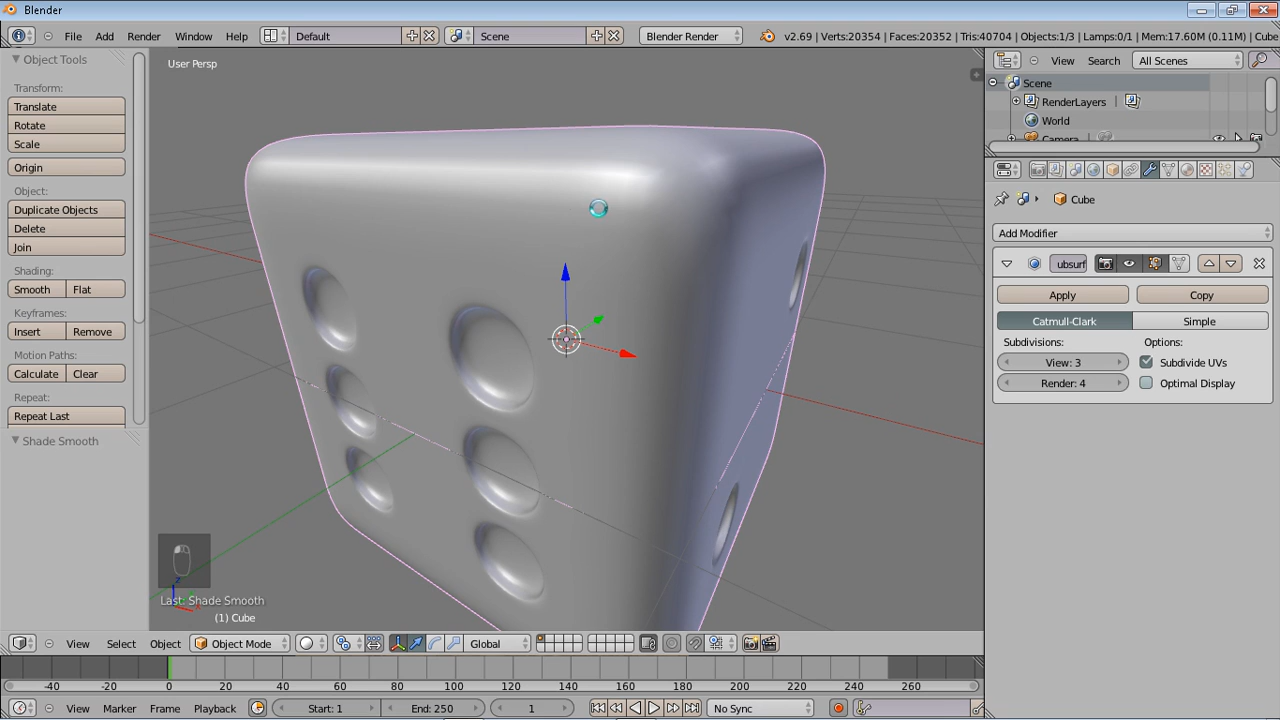 Blender
File Add Render Window Help Default Scene Blender Render v2.69 | Verts:20354 | Faces:20352 | Tris:40704 | Objects:1/3 | Lamps:0/1 | Mem:17.60M (0.11M) | Cube
Object Tools
Transform:
Translate
Rotate
Scale
Origin
Object:
Duplicate Objects
Delete
Join
Shading:
Smooth Flat
Keyframes:
Insert Remove
Motion Paths:
Calculate Clear
Repeat:
Repeat Last
Shade Smooth
User Persp
z
x
Last: Shade Smooth
(1) Cube
View Search All Scenes
Scene
RenderLayers
World
Camera
Cube
Add Modifier
ubsurf
Apply Copy
Catmull-Clark Simple
Subdivisions: Options:
View: 3 Subdivide UVs
Render: 4 Optimal Display
View Select Object Object Mode Global
-40 -20 0 20 40 60 80 100 120 140 160 180 200 220 240 260
View Marker Frame Playback Start: 1 End: 250 1 No Sync